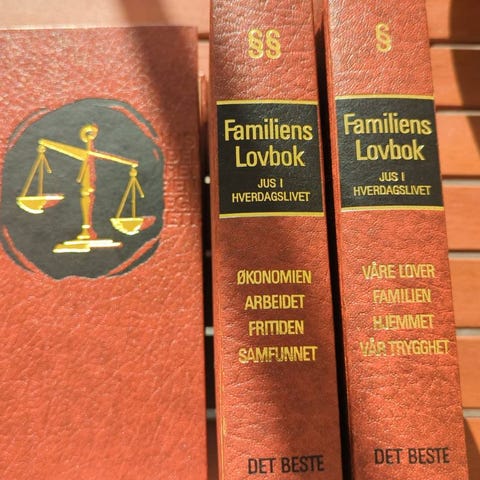 §§
Familiens
Lovbok
JUS I
HVERDAGSLIVET
ØKONOMIEN
ARBEIDET
FRITIDEN
SAMFUNNET
DET BESTE
§
Familiens
Lovbok
JUS I
HVERDAGSLIVET
VÅRE LOVER
FAMILIEN
HJEMMET
VÅR TRYGGHET
DET BESTE